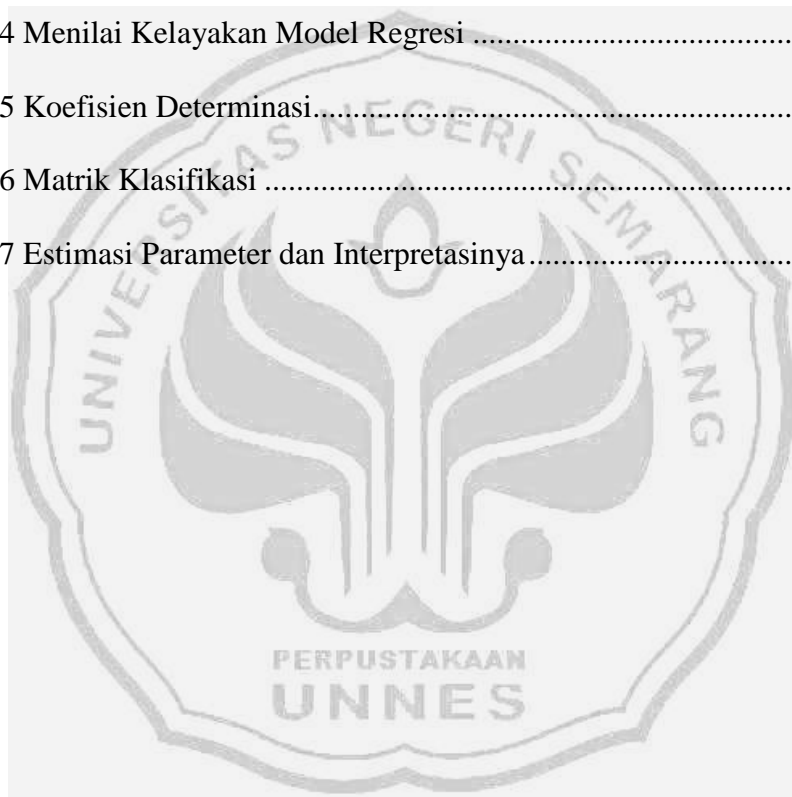 4 Menilai Kelayakan Model Regresi ........................................
5 Koefisien Determinasi............................................................
6 Matrik Klasifikasi ..................................................................
7 Estimasi Parameter dan Interpretasinya.................................
UNIVERSITAS NEGERI SEMARANG
PERPUSTAKAAN
UNNES